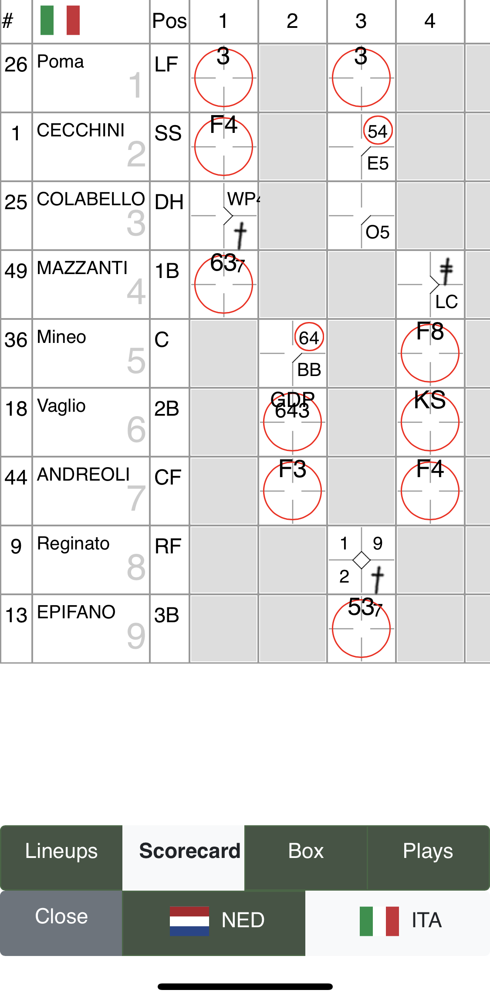 # Pos 1 2 3 4
26 Poma 1 LF 3 3
1 CECCHINI 2 SS F4 54 E5
25 COLABELLO 3 DH WP4 O5
49 MAZZANTI 4 1B 637 LC
36 Mineo 5 C 64 BB F8
18 Vaglio 6 2B GDP 643 KS
44 ANDREOLI 7 CF F3 F4
9 Reginato 8 RF 1 9 2
13 EPIFANO 9 3B 537
Lineups Scorecard Box Plays
Close NED ITA